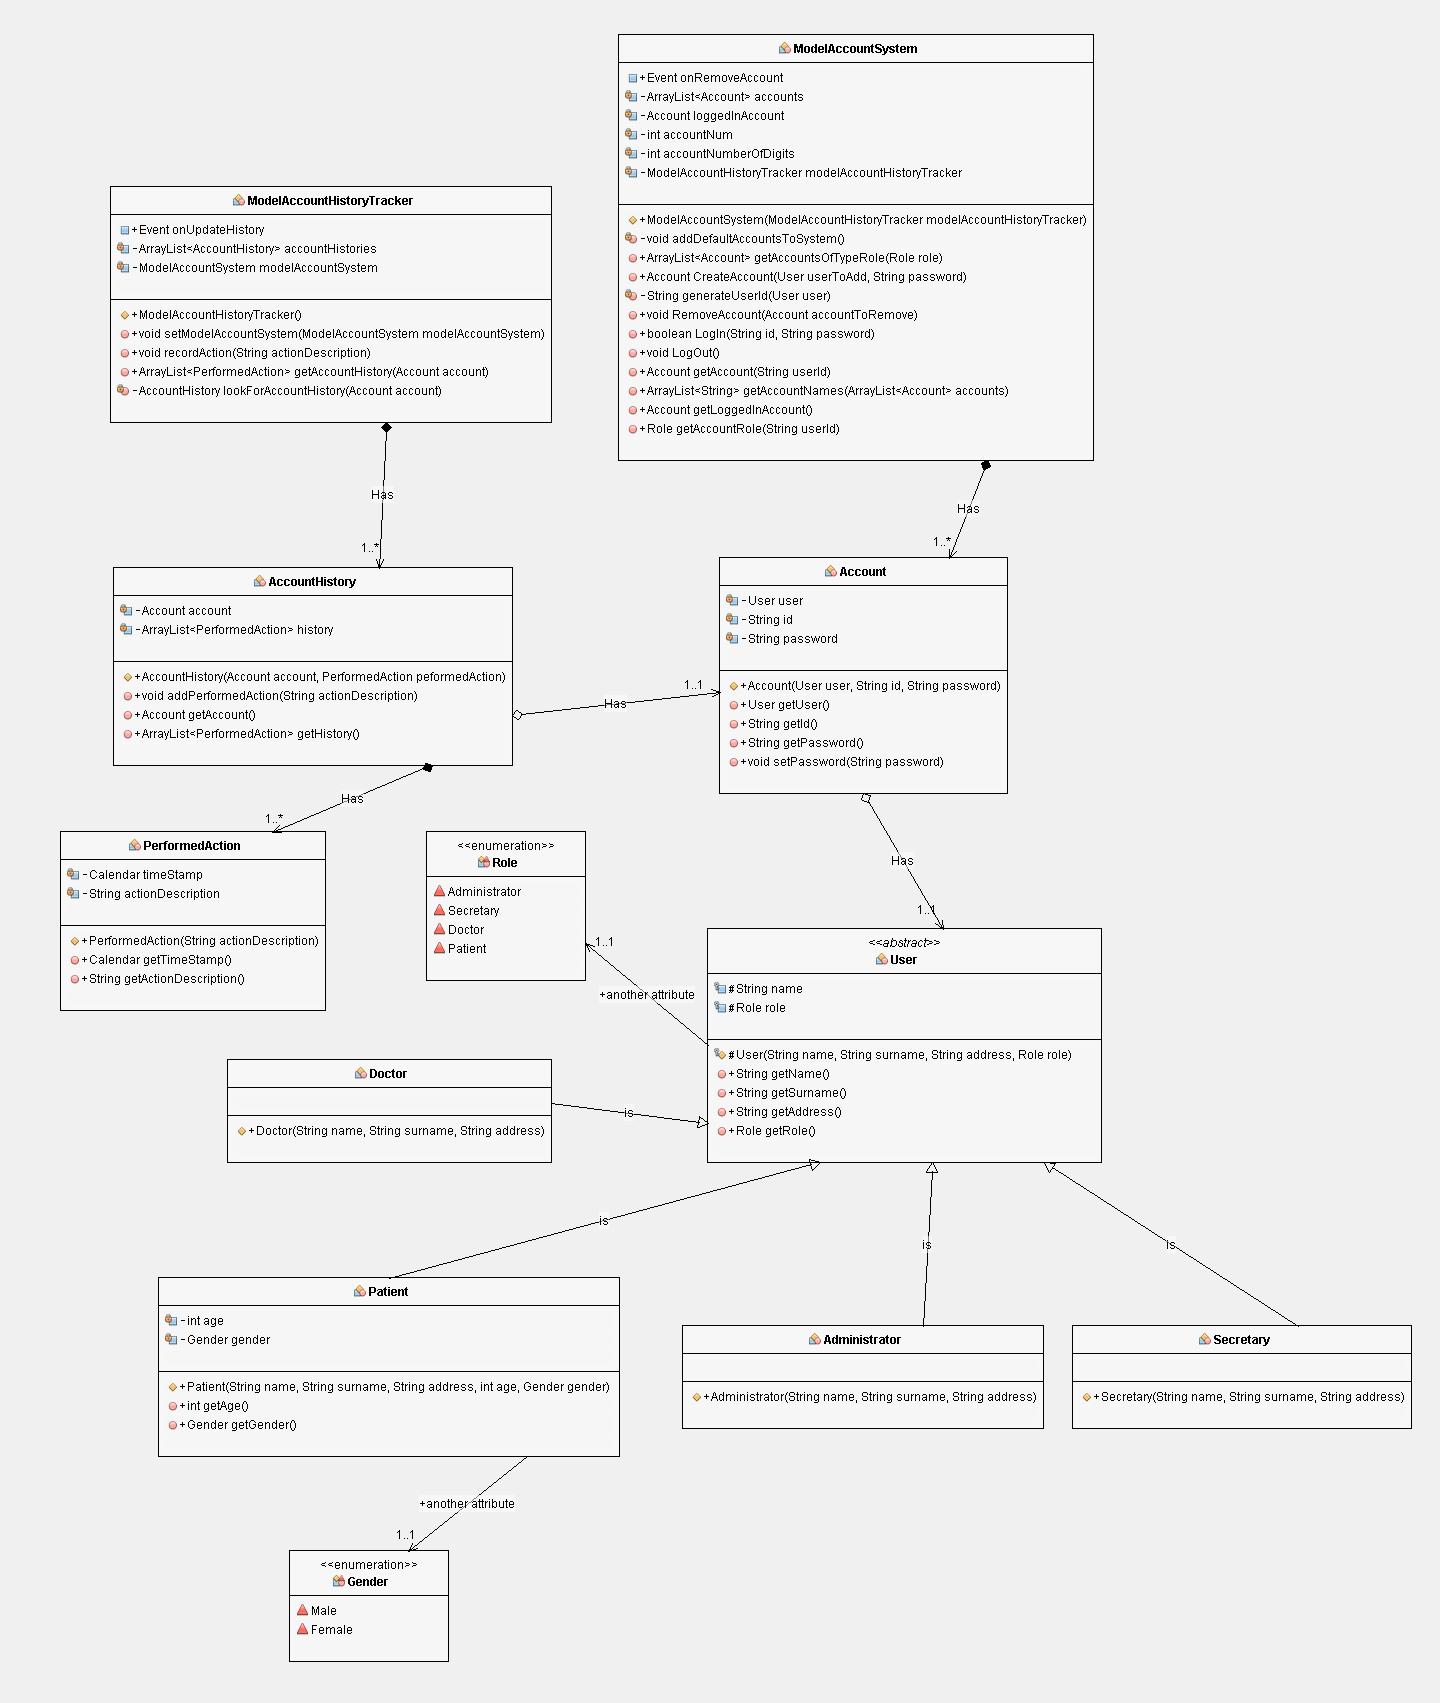 ModelAccountSystem
+Event onRemoveAccount
-ArrayList<Account> accounts
-Account loggedInAccount
-int accountNum
-int accountNumberOfDigits
-ModelAccountHistoryTracker modelAccountHistoryTracker
+ModelAccountSystem(ModelAccountHistoryTracker modelAccountHistoryTracker)
-void addDefaultAccountsToSystem()
+ArrayList<Account> getAccountsOfTypeRole(Role role)
+Account CreateAccount(User userToAdd, String password)
-String generateUserId(User user)
+void RemoveAccount(Account accountToRemove)
+boolean LogIn(String id, String password)
+void LogOut()
+Account getAccount(String userId)
+ArrayList<String> getAccountNames(ArrayList<Account> accounts)
+Account getLoggedInAccount()
+Role getAccountRole(String userId)
ModelAccountHistoryTracker
+Event onUpdateHistory
-ArrayList<AccountHistory> accountHistories
-ModelAccountSystem modelAccountSystem
+ModelAccountHistoryTracker()
+void setModelAccountSystem(ModelAccountSystem modelAccountSystem)
+void recordAction(String actionDescription)
+ArrayList<PerformedAction> getAccountHistory(Account account)
-AccountHistory lookForAccountHistory(Account account)
Has
1..*
Has
1..*
AccountHistory
-Account account
-ArrayList<PerformedAction> history
+AccountHistory(Account account, PerformedAction peformedAction)
+void addPerformedAction(String actionDescription)
+Account getAccount()
+ArrayList<PerformedAction> getHistory()
Has
1..1
Account
-User user
-String id
-String password
+Account(User user, String id, String password)
+User getUser()
+String getId()
+String getPassword()
+void setPassword(String password)
Has
1..*
Has
1..1
PerformedAction
-Calendar timeStamp
-String actionDescription
+PerformedAction(String actionDescription)
+Calendar getTimeStamp()
+String getActionDescription()
<<enumeration>>
Role
Administrator
Secretary
Doctor
Patient
1..1
+another attribute
<<abstract>>
User
#String name
#Role role
#User(String name, String surname, String address, Role role)
+String getName()
+String getSurname()
+String getAddress()
+Role getRole()
Doctor
+Doctor(String name, String surname, String address)
is
is
is
is
Patient
-int age
-Gender gender
+Patient(String name, String surname, String address, int age, Gender gender)
+int getAge()
+Gender getGender()
Administrator
+Administrator(String name, String surname, String address)
Secretary
+Secretary(String name, String surname, String address)
+another attribute
1..1
<<enumeration>>
Gender
Male
Female